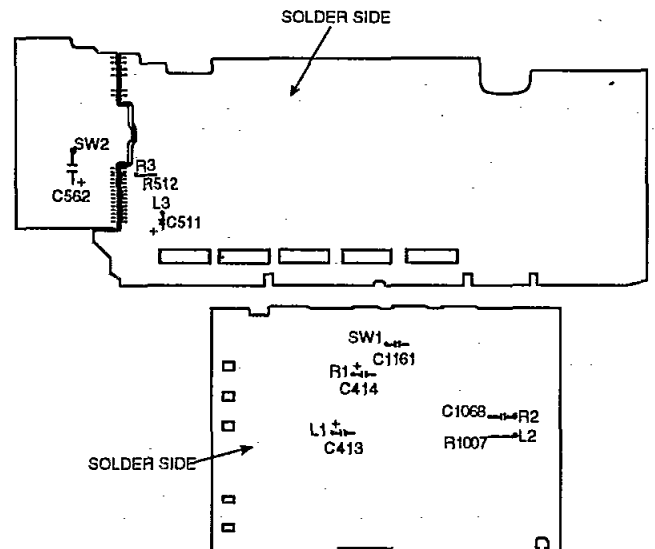 SOLDER SIDE
SW2
C562
R3
R512
L3
C511
SW1
C1161
R1
C414
L1
C413
C1068 R2
R1007 L2
SOLDER SIDE